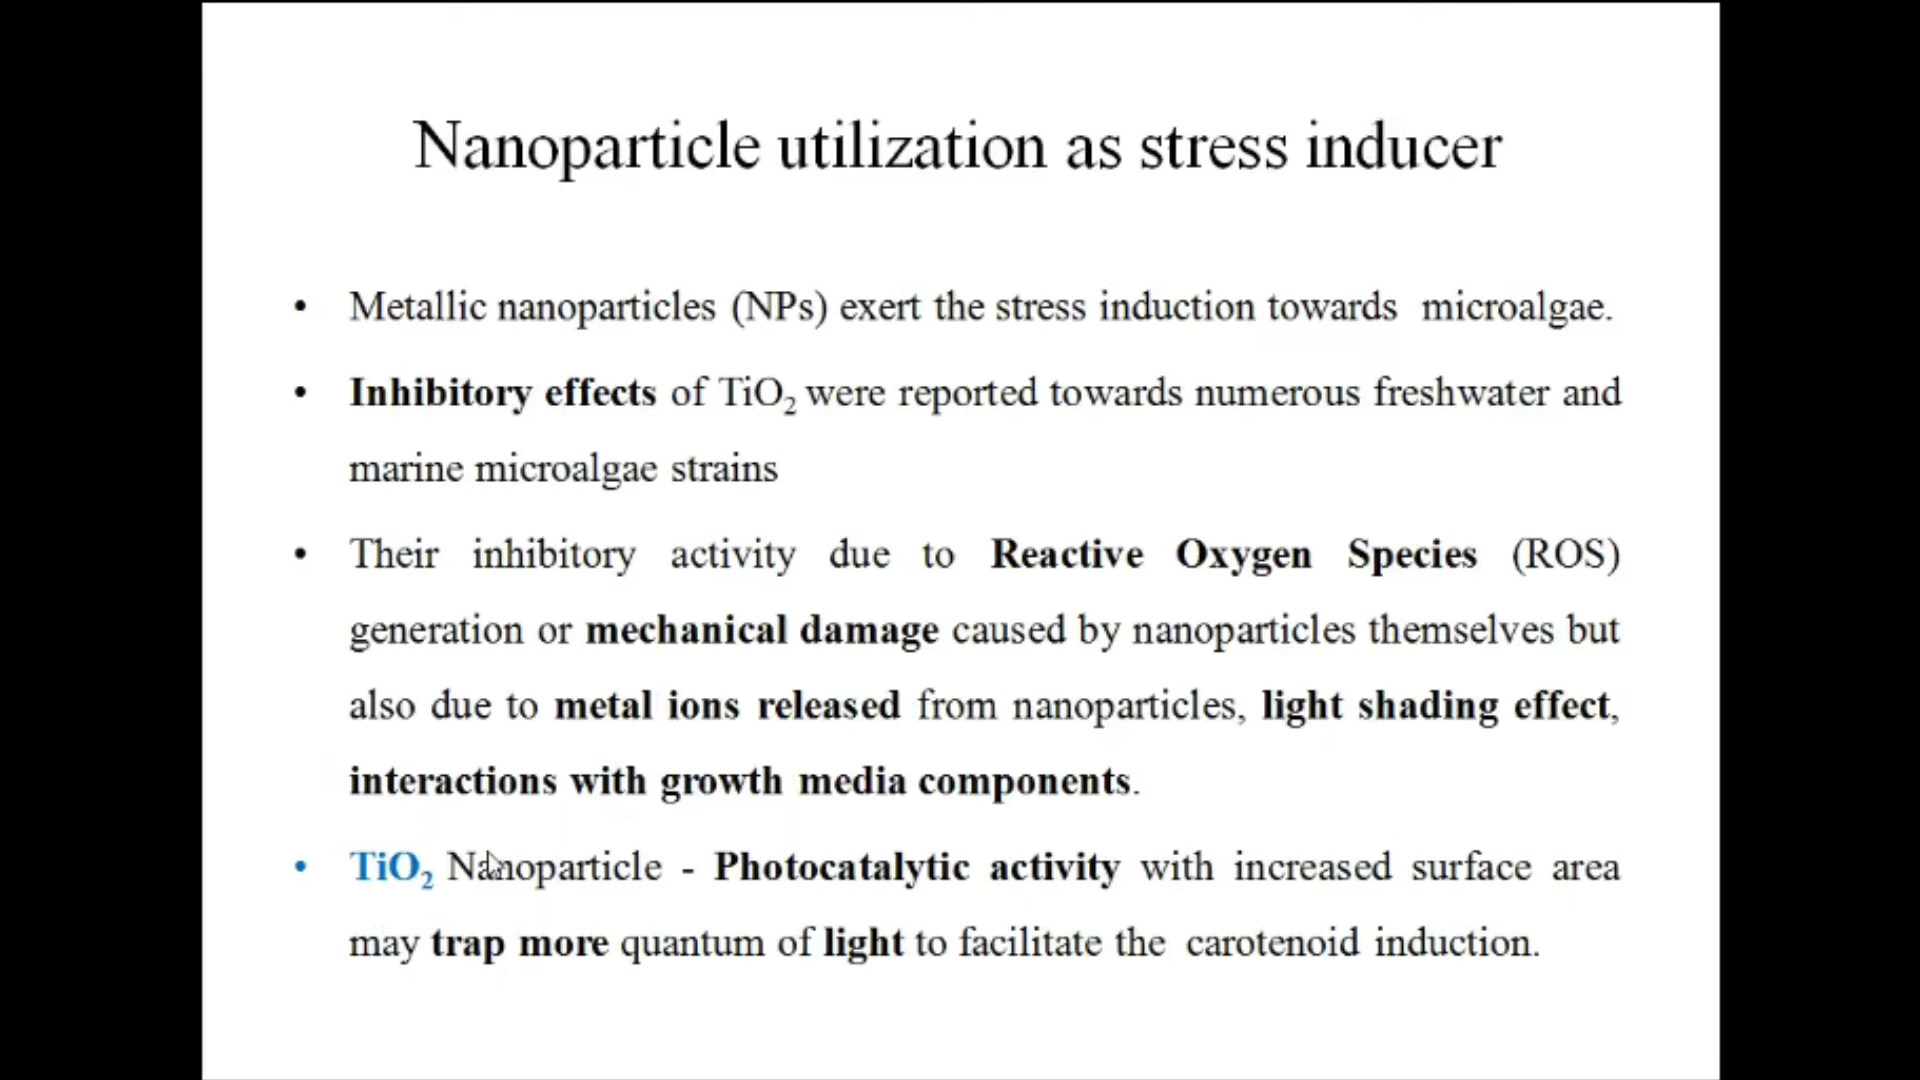 Nanoparticle utilization as stress inducer
• Metallic nanoparticles (NPs) exert the stress induction towards microalgae.
• Inhibitory effects of TiO₂ were reported towards numerous freshwater and
marine microalgae strains
• Their inhibitory activity due to Reactive Oxygen Species (ROS)
generation or mechanical damage caused by nanoparticles themselves but
also due to metal ions released from nanoparticles, light shading effect,
interactions with growth media components.
• TiO₂ Nanoparticle - Photocatalytic activity with increased surface area
may trap more quantum of light to facilitate the carotenoid induction.